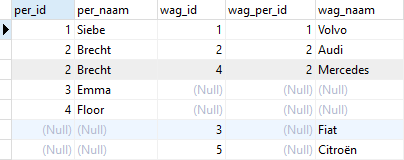 per_id per_naam wag_id wag_per_id wag_naam
1 Siebe 1 1 Volvo
2 Brecht 2 2 Audi
2 Brecht 4 2 Mercedes
3 Emma (Null) (Null) (Null)
4 Floor (Null) (Null) (Null)
(Null) (Null) 3 (Null) Fiat
(Null) (Null) 5 (Null) Citroën